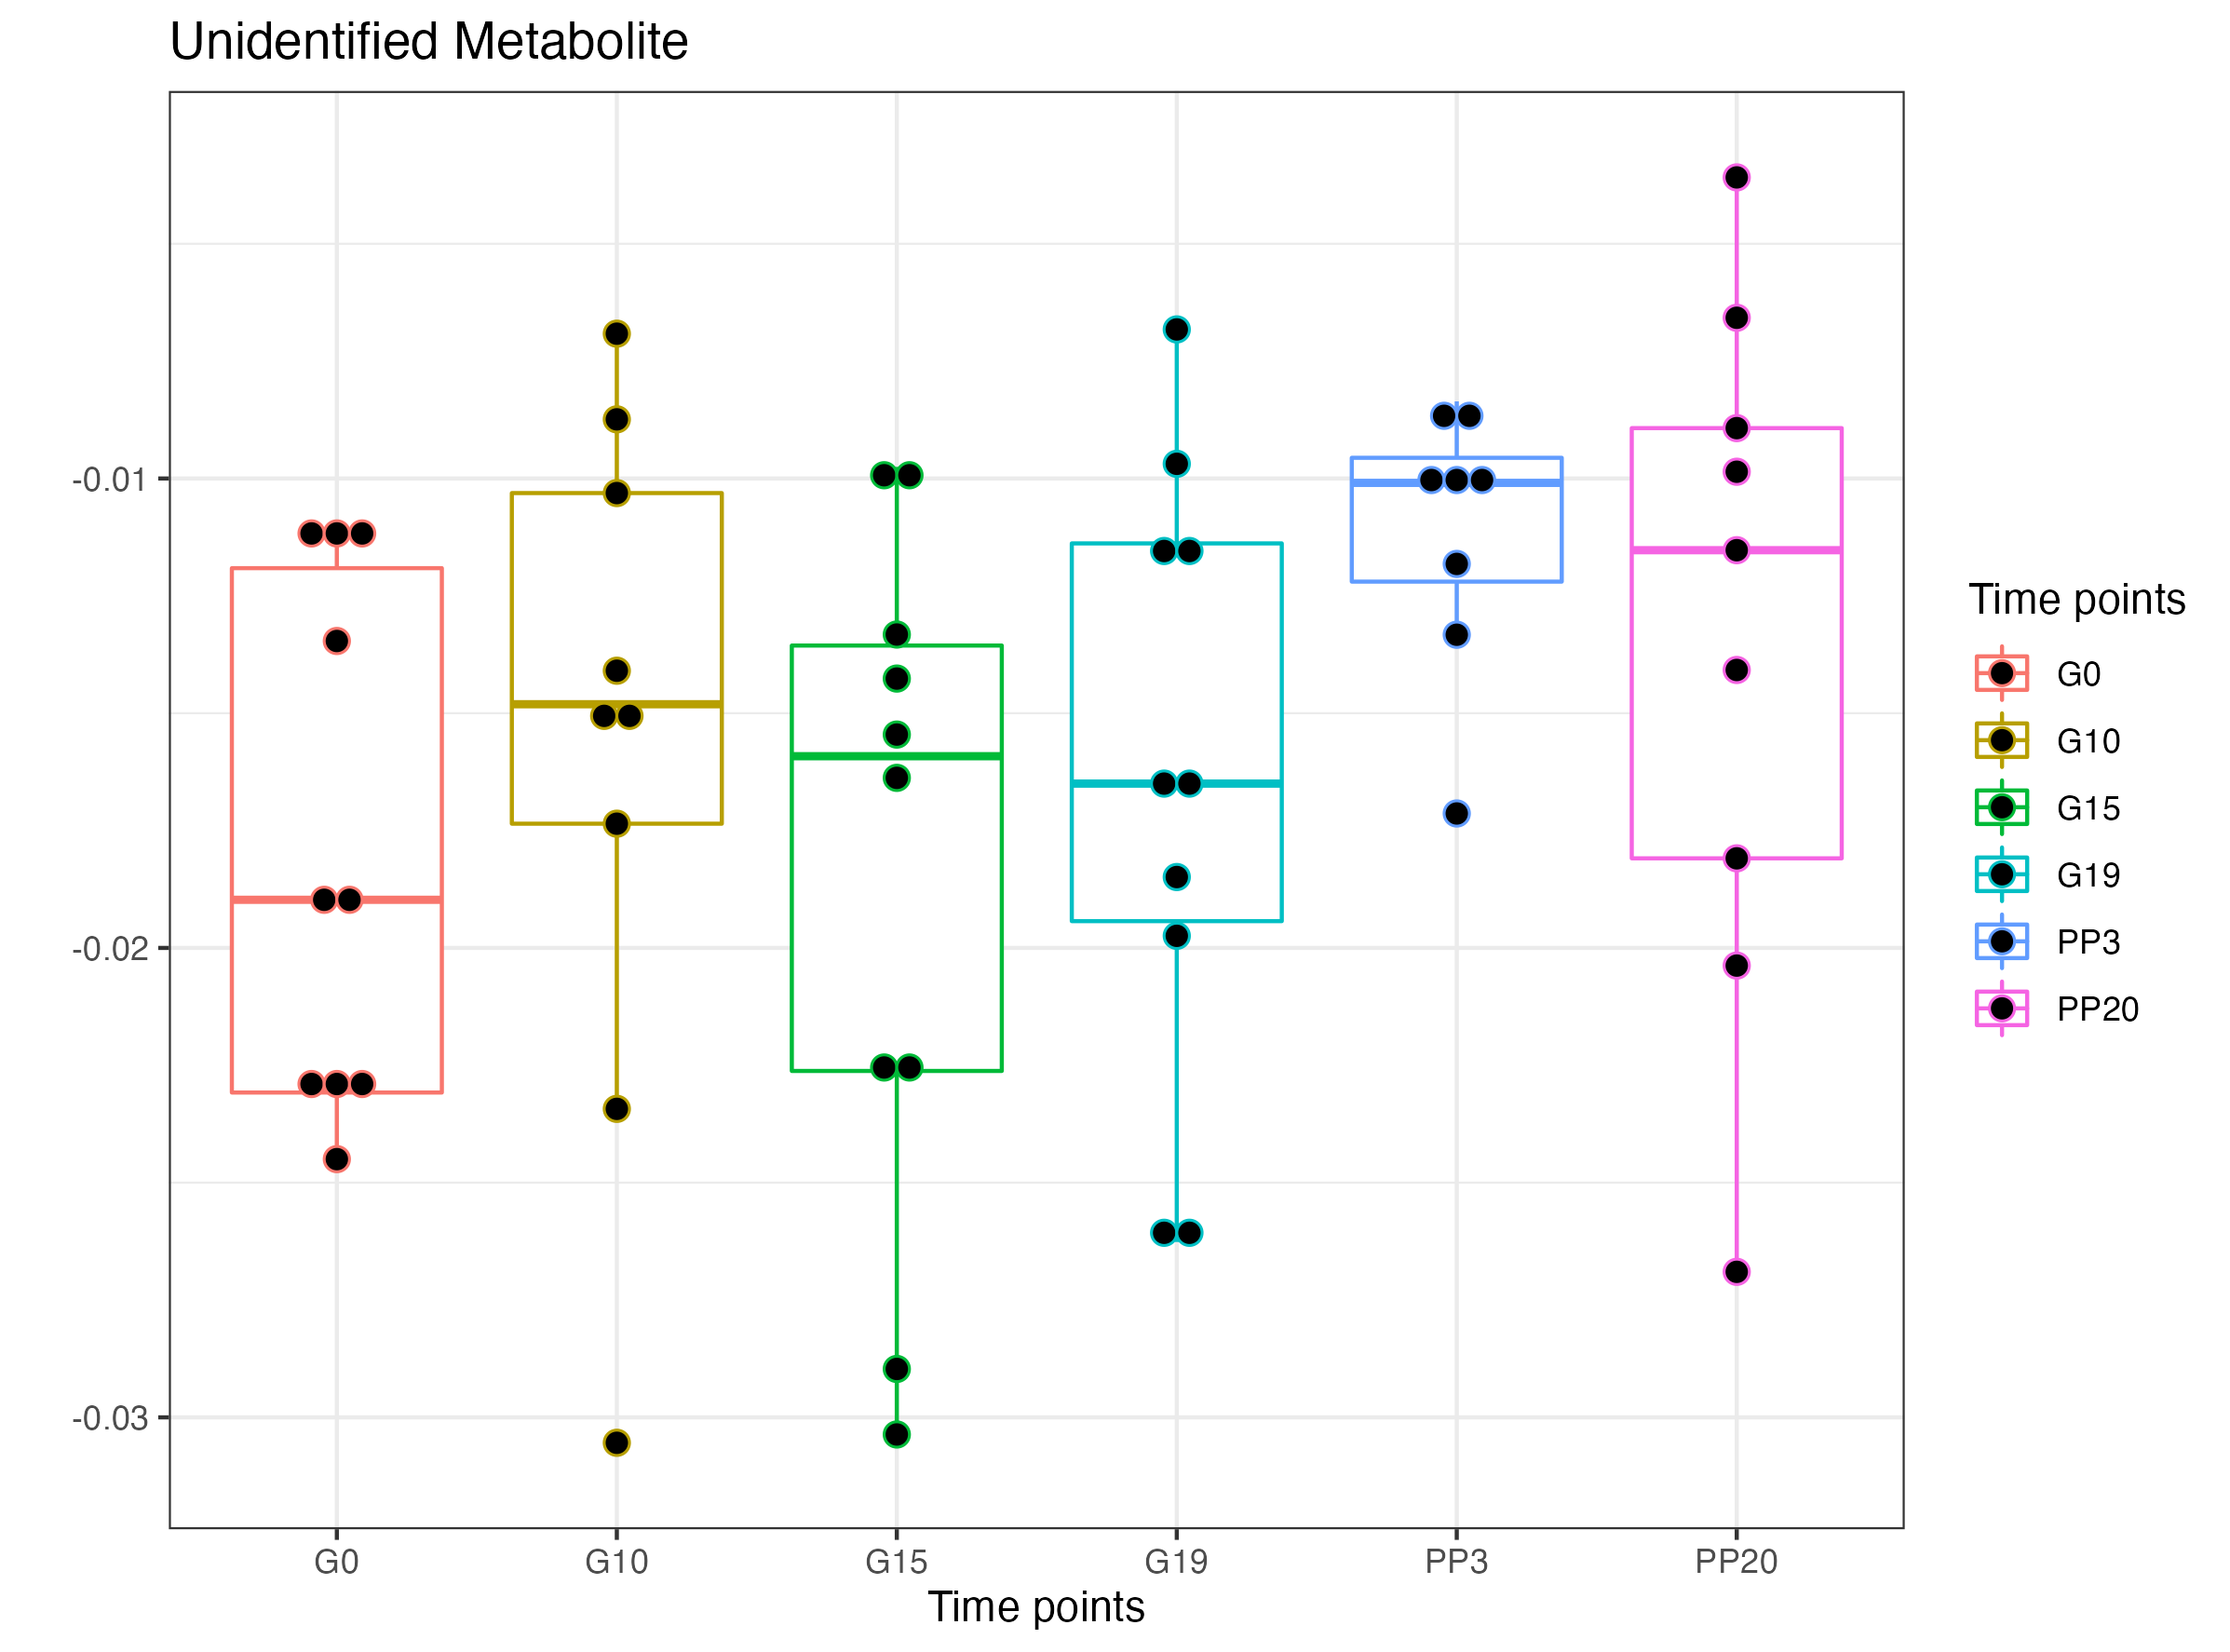 Unidentified Metabolite
-0.01
-0.02
-0.03
G0
G10
G15
G19
PP3
PP20
Time points
Time points
G0
G10
G15
G19
PP3
PP20